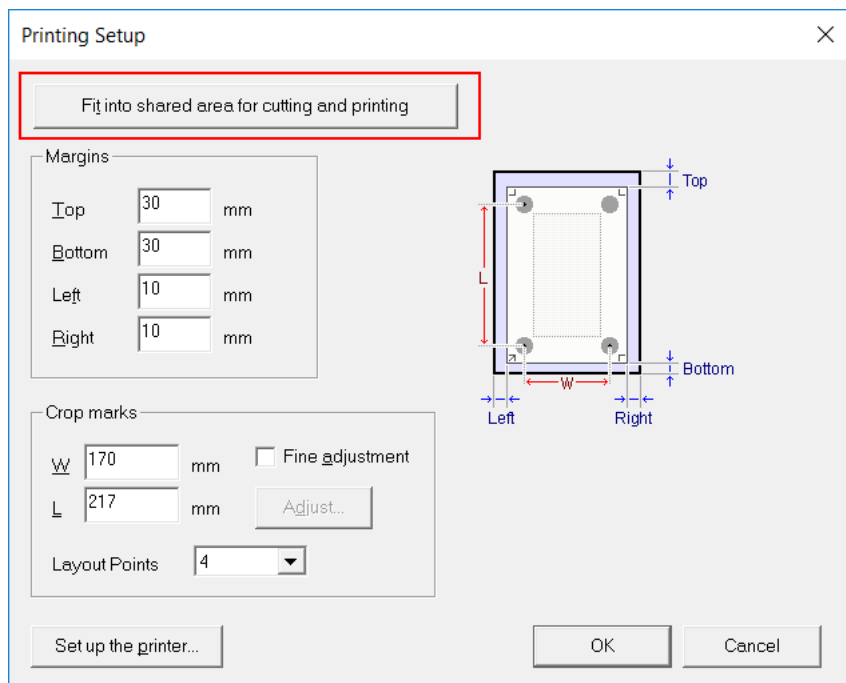 Printing Setup
Fit into shared area for cutting and printing
Margins
Top 30 mm
Bottom 30 mm
Left 10 mm
Right 10 mm
Top
L
W
Bottom
Left Right
Crop marks
W 170 mm Fine adjustment
L 217 mm Adjust...
Layout Points 4
Set up the printer... OK Cancel